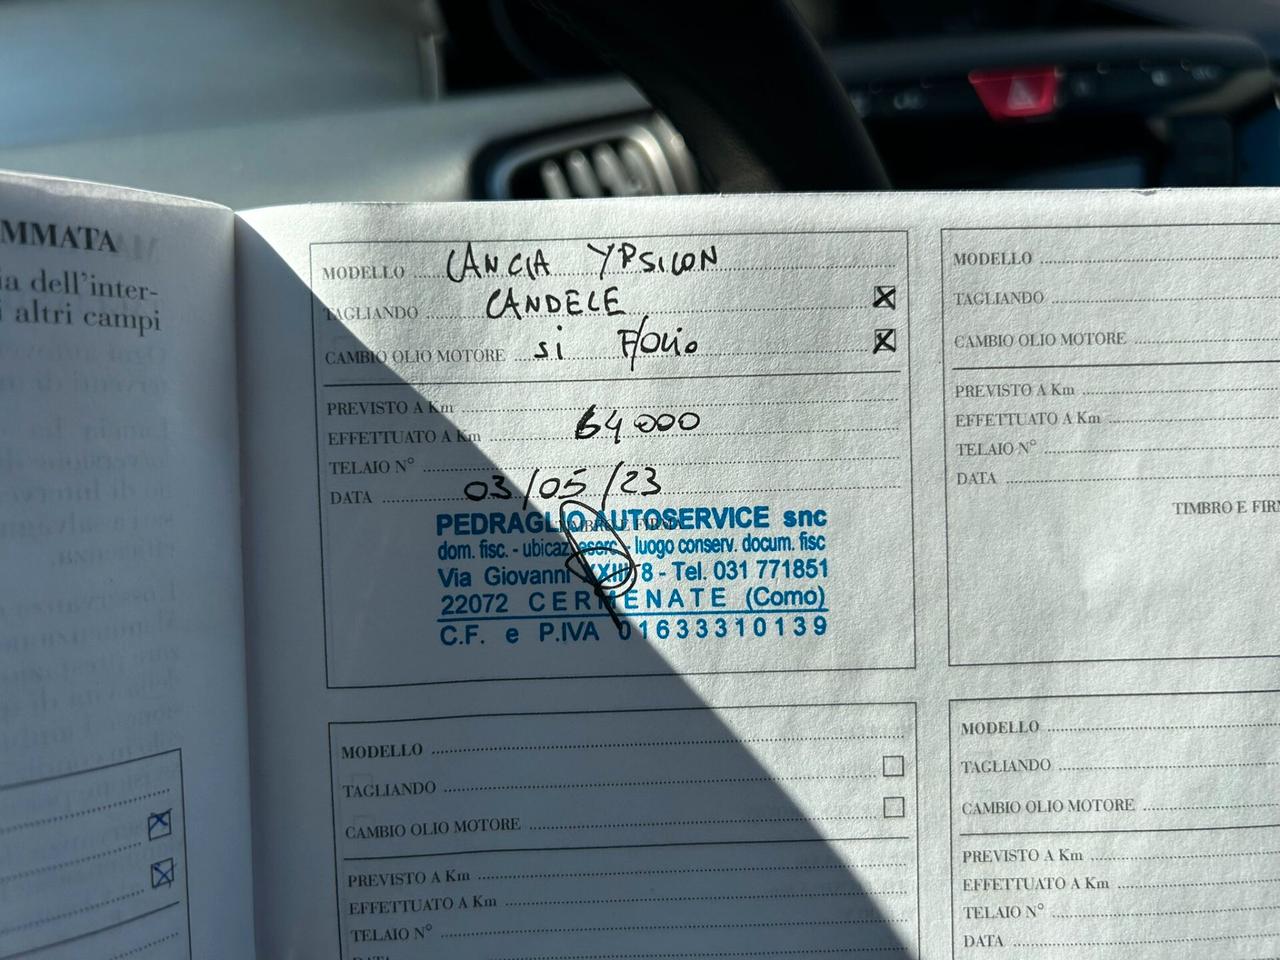 MMATA
ia dell'inter-
i altri campi
MODELLO LANCIA YPSILON
TAGLIANDO CANDELE
CAMBIO OLIO MOTORE si F/olio
PREVISTO A Km
EFFETTUATO A Km 64000
TELAIO N°
DATA 03/05/23
TIMBRO E FIRMA
PEDRAGLIO AUTOSERVICE snc
dom. fisc. - ubicaz. eserc. - luogo conserv. docum. fisc
Via Giovanni XXIII 8 - Tel. 031 771851
22072 CERMENATE (Como)
C.F. e P.IVA 01633310139
MODELLO
TAGLIANDO
CAMBIO OLIO MOTORE
PREVISTO A Km
EFFETTUATO A Km
TELAIO N°
DATA
TIMBRO E FIRM
MODELLO
TAGLIANDO
CAMBIO OLIO MOTORE
PREVISTO A Km
EFFETTUATO A Km
TELAIO N°
MODELLO
TAGLIANDO
CAMBIO OLIO MOTORE
PREVISTO A Km
EFFETTUATO A Km
TELAIO N°
DATA